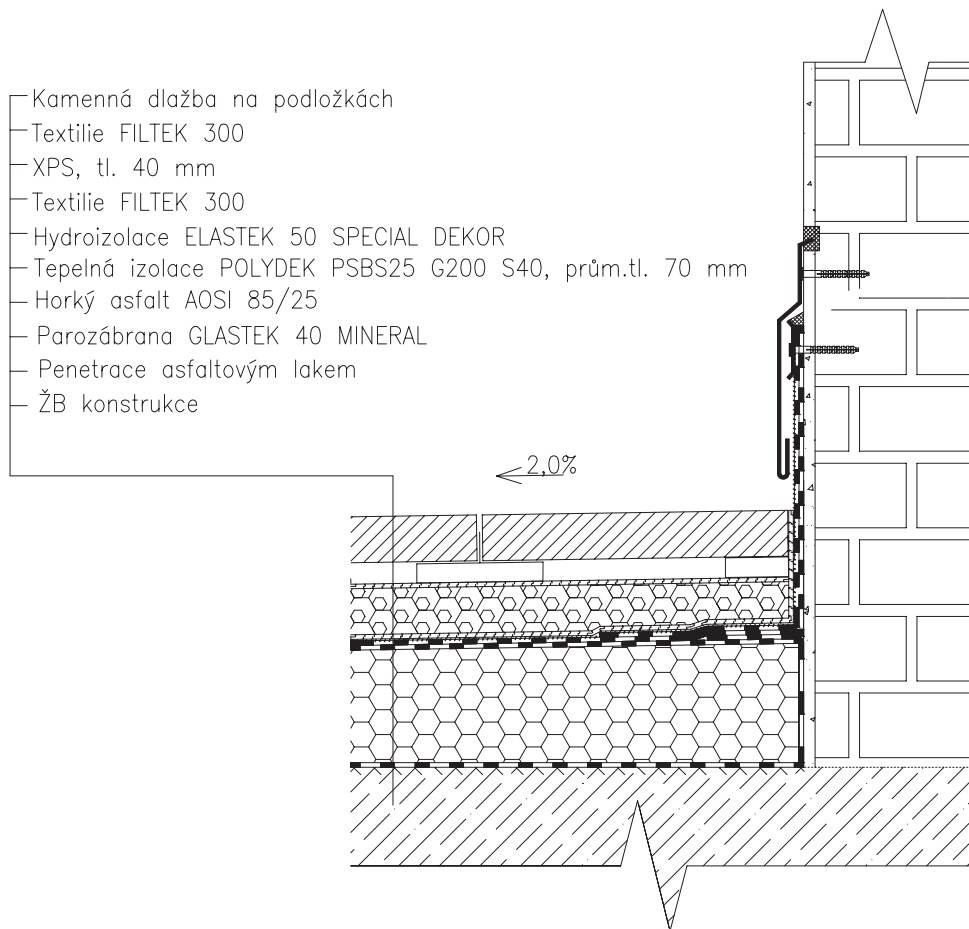 Kamenná dlažba na podložkách
Textilie FILTEK 300
XPS, tl. 40 mm
Textilie FILTEK 300
Hydroizolace ELASTEK 50 SPECIAL DEKOR
Tepelná izolace POLYDEK PSBS25 G200 S40, prům.tl. 70 mm
Horký asfalt AOSI 85/25
Parozábrana GLASTEK 40 MINERAL
Penetrace asfaltovým lakem
ŽB konstrukce
2,0%